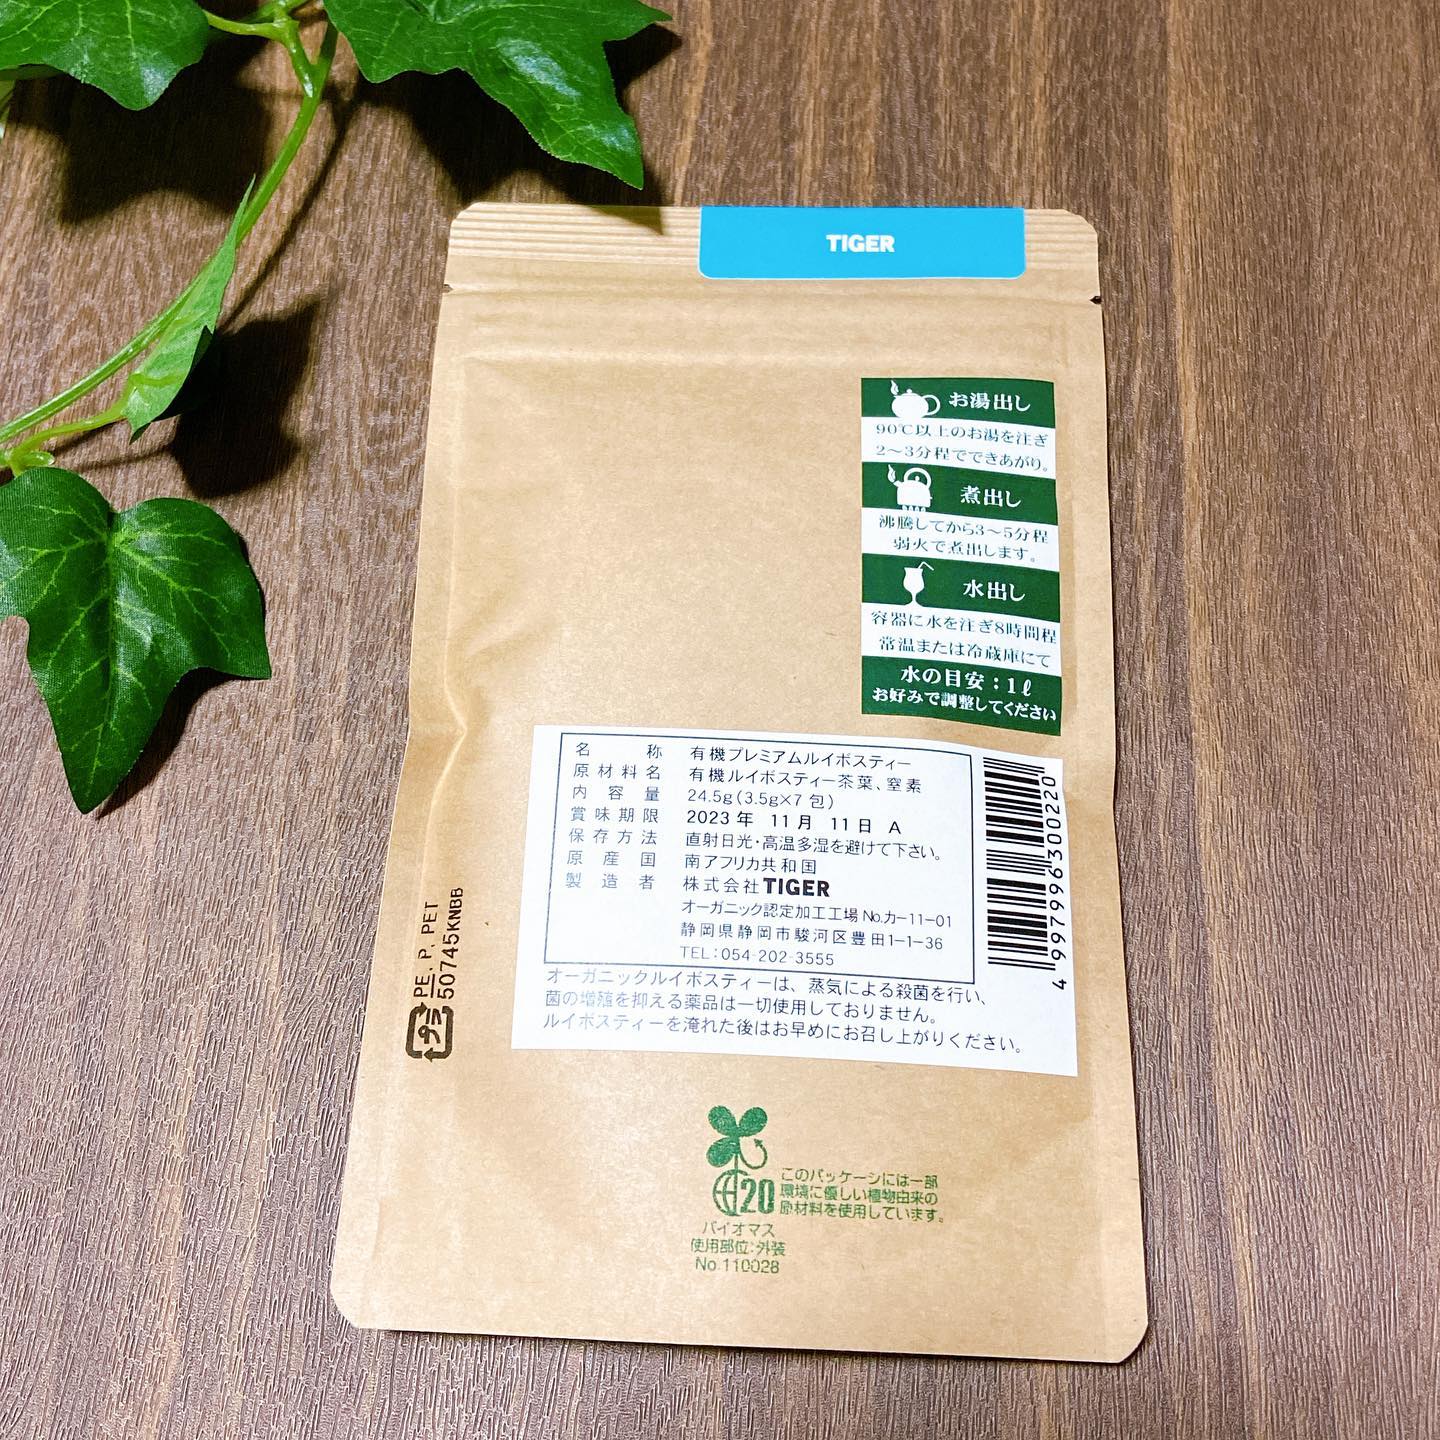 TIGER
お湯出し
90℃以上のお湯を注ぎ
2〜3分程でできあがり。
煮出し
沸騰してから3〜5分程
弱火で煮出します。
水出し
容器に水を注ぎ8時間程
常温または冷蔵庫にて
水の目安：1ℓ
お好みで調整してください
名称 有機プレミアムルイボスティー
原材料名 有機ルイボスティー茶葉、窒素
内容量 24.5g（3.5g×7 包）
賞味期限 2023 年 11月 11日 A
保存方法 直射日光・高温多湿を避けて下さい。
原産国 南アフリカ共和国
製造者 株式会社TIGER
オーガニック認定加工工場 No.カー11-01
静岡県静岡市駿河区豊田1-1-36
TEL：054-202-3555
オーガニックルイボスティーは、蒸気による殺菌を行い、
菌の増殖を抑える薬品は一切使用しておりません。
ルイボスティーを淹れた後はお早めにお召し上がりください。
4997996300220
プラ
PE, P, PET
50745KNBB
20
このパッケージには一部
環境に優しい植物由来の
原材料を使用しています。
バイオマス
使用部位：外装
No.110028